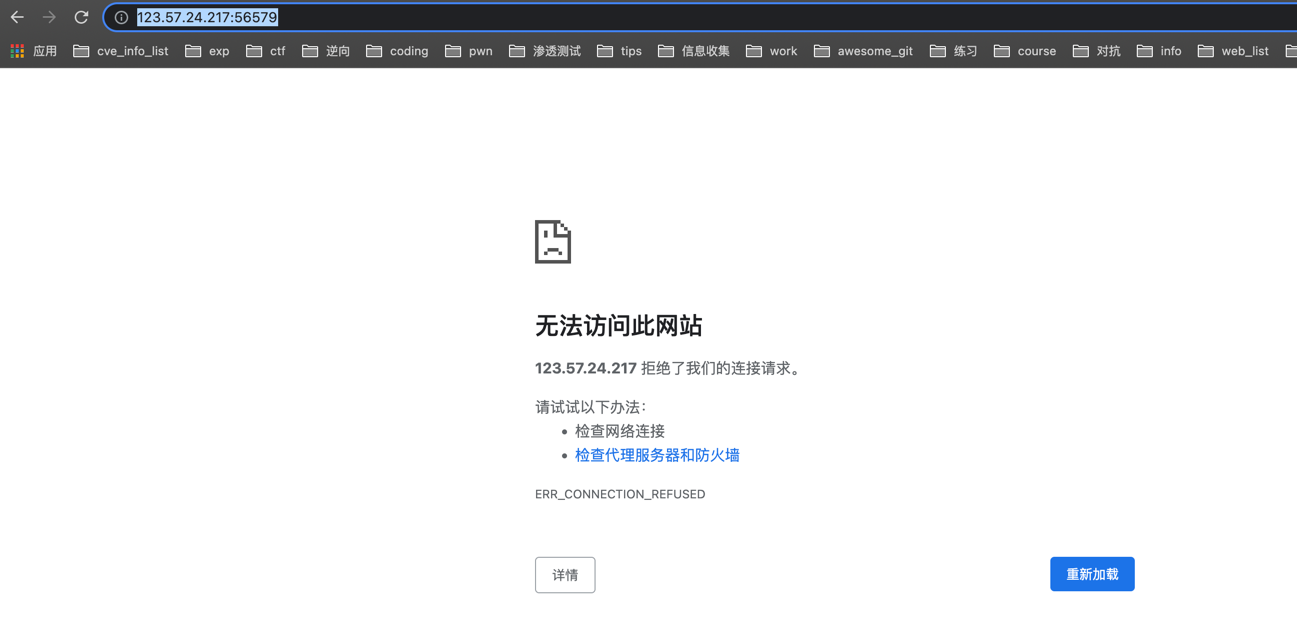 123.57.24.217:56579
应用 cve_info_list exp ctf 逆向 coding pwn 渗透测试 tips 信息收集 work awesome_git 练习 course 对抗 info web_list
无法访问此网站
123.57.24.217 拒绝了我们的连接请求。
请试试以下办法：
检查网络连接
检查代理服务器和防火墙
ERR_CONNECTION_REFUSED
详情 重新加载